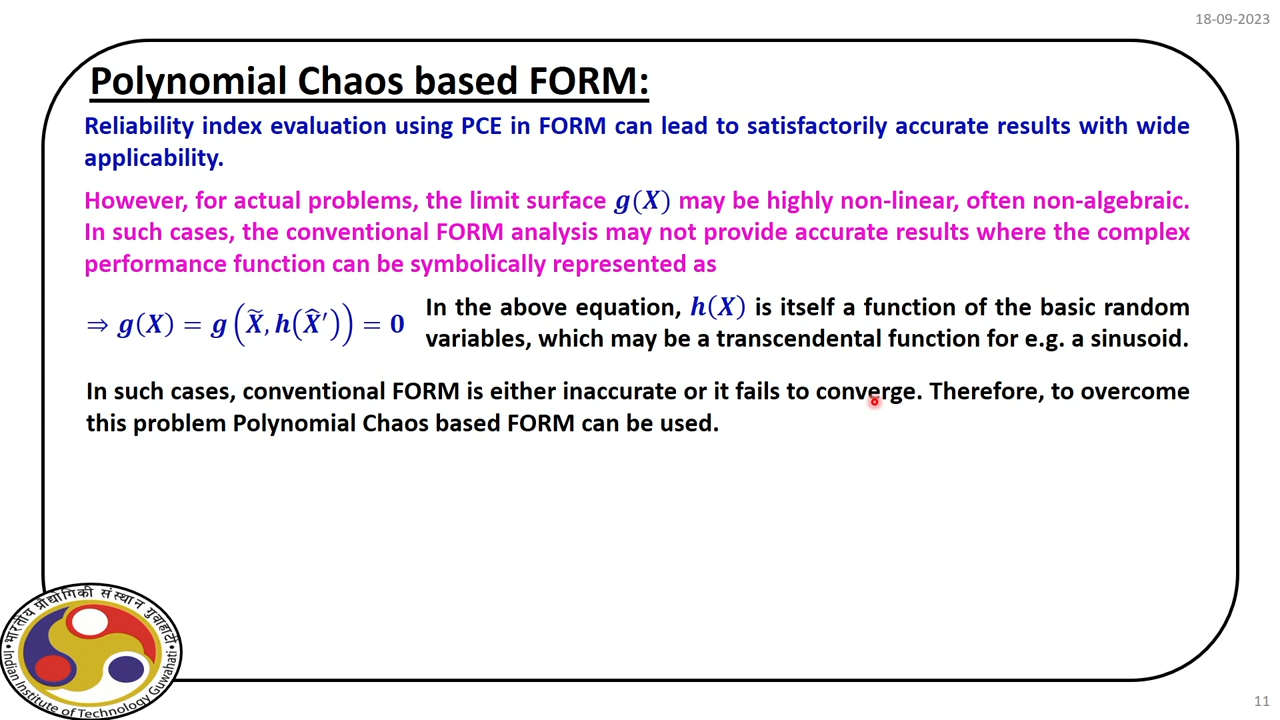 18-09-2023
Polynomial Chaos based FORM:
Reliability index evaluation using PCE in FORM can lead to satisfactorily accurate results with wide
applicability.
However, for actual problems, the limit surface g(X) may be highly non-linear, often non-algebraic.
In such cases, the conventional FORM analysis may not provide accurate results where the complex
performance function can be symbolically represented as
⇒ g(X) = g(X̃, h(X̂′)) = 0
In the above equation, h(X) is itself a function of the basic random
variables, which may be a transcendental function for e.g. a sinusoid.
In such cases, conventional FORM is either inaccurate or it fails to converge. Therefore, to overcome
this problem Polynomial Chaos based FORM can be used.
भारतीय प्रौद्योगिकी संस्थान गुवाहाटी
Indian Institute of Technology Guwahati
11